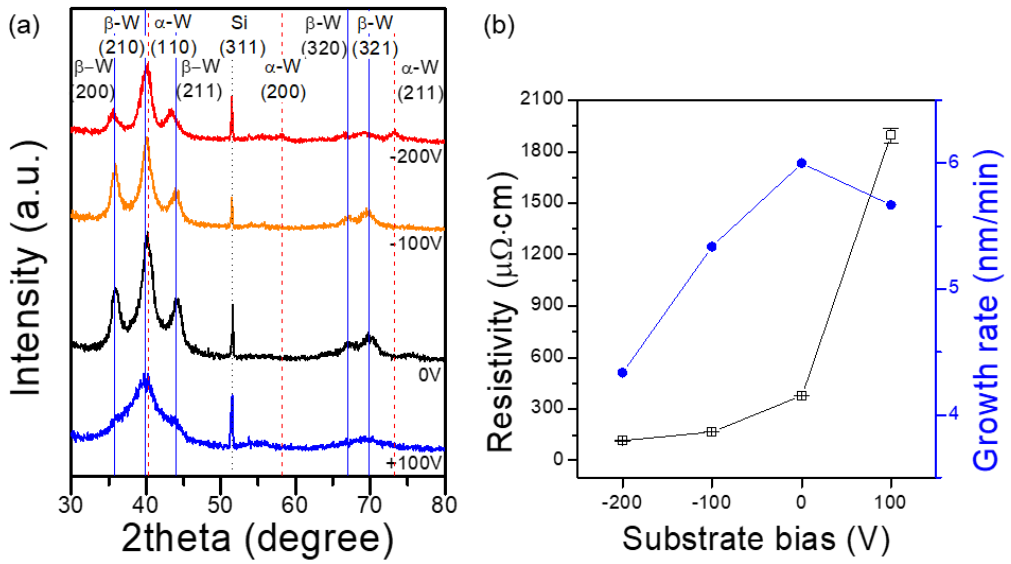 (a)
β-W α-W Si β-W β-W
(210) (110) (311) (320) (321)
β–W β-W α-W α-W
(200) (211) (200) (211)
-200V
-100V
0V
+100V
Intensity (a.u.)
30 40 50 60 70 80
2theta (degree)
(b)
2100
1800
1500
1200
900
600
300
0
Resistivity (μΩ·cm)
6
5
4
Growth rate (nm/min)
-200 -100 0 100
Substrate bias (V)